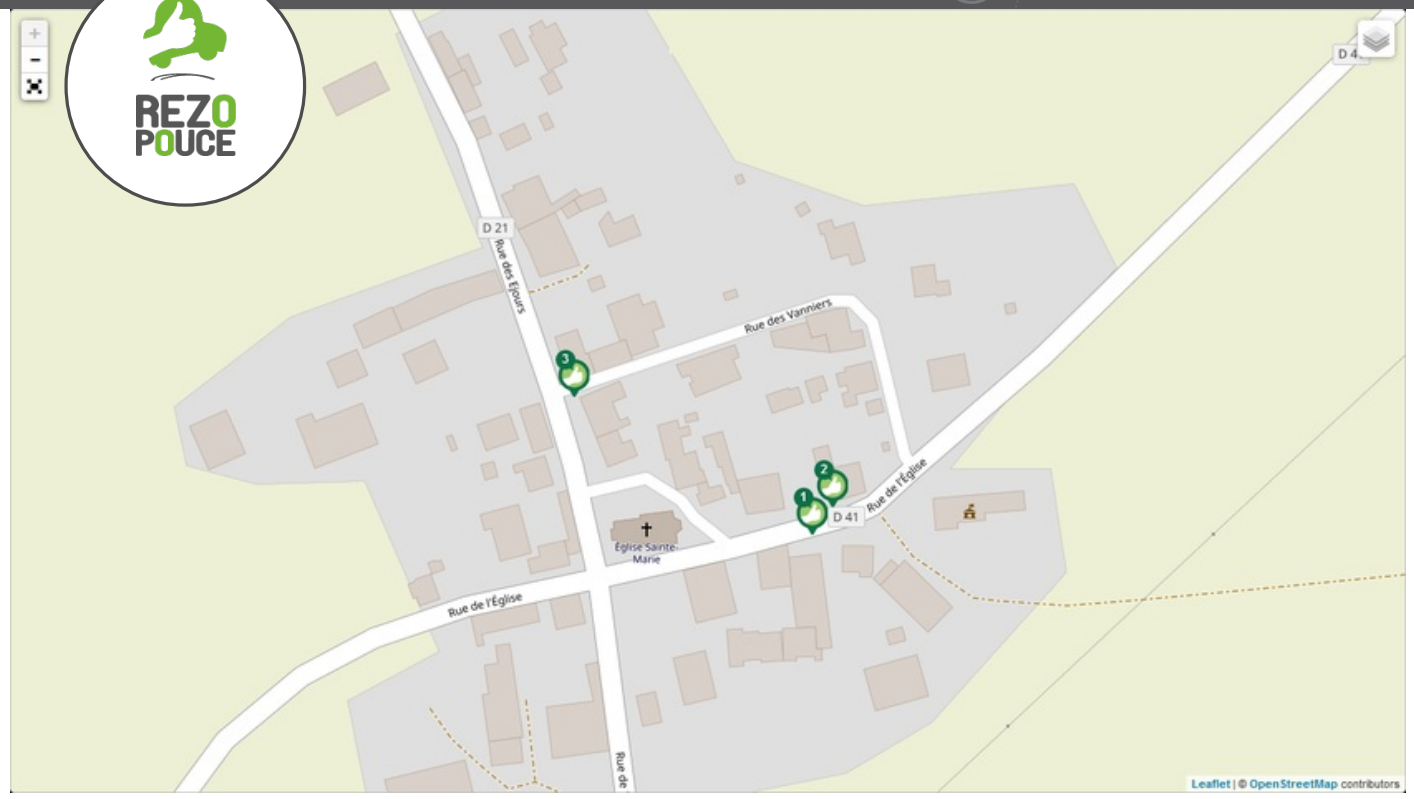 +
-
REZO
POUCE
D 4
D 21
Rue des Ejours
Rue des Vanniers
3
2
1
D 41
Rue de l'Église
Église Sainte-
Marie
Rue de l'Église
Rue de
Leaflet | © OpenStreetMap contributors